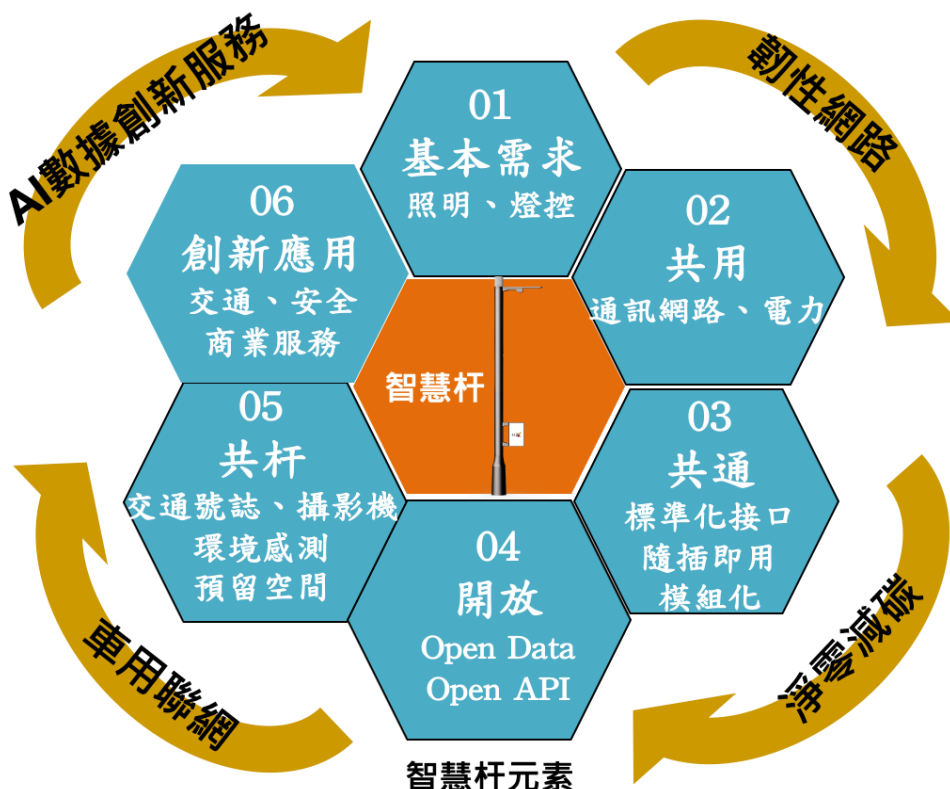 AI數據創新服務
韌性網路
01
基本需求
照明、燈控
06
創新應用
交通、安全
商業服務
02
共用
通訊網路、電力
智慧杆
05
共杆
交通號誌、攝影機
環境感測
預留空間
03
共通
標準化接口
隨插即用
模組化
04
開放
Open Data
Open API
車用聯網
淨零減碳
智慧杆元素